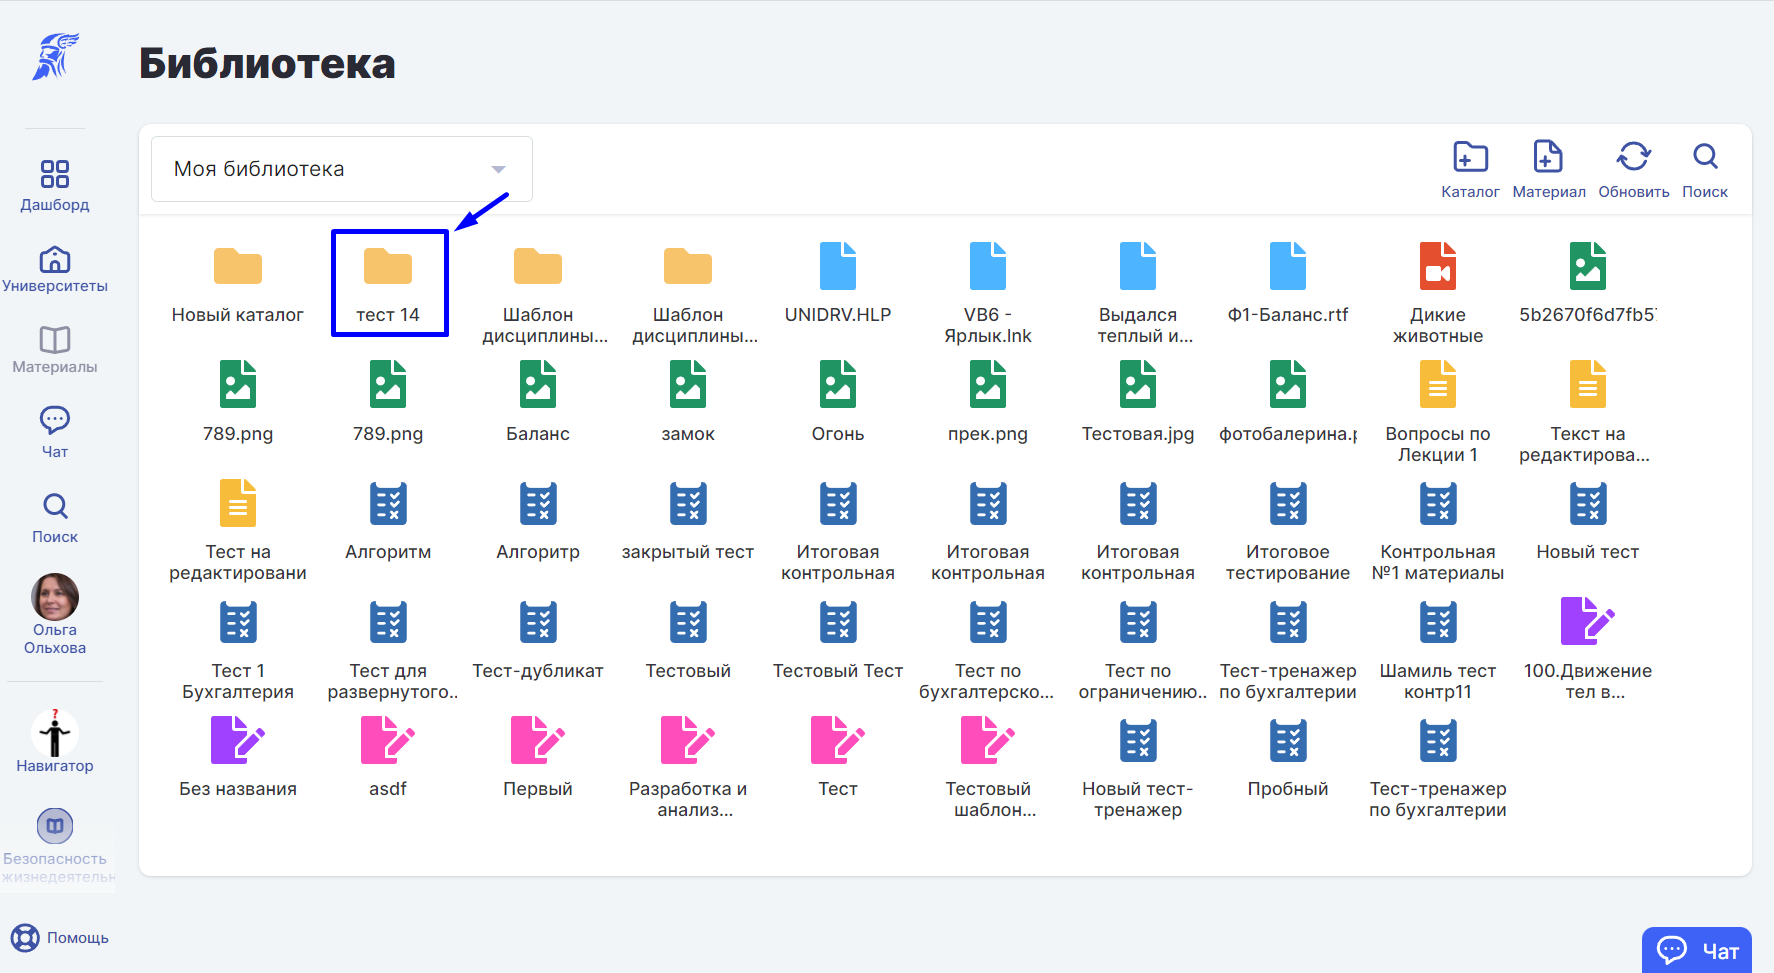 Библиотека
Дашборд
Университеты
Материалы
Чат
Поиск
Ольга
Ольхова
?
Навигатор
Безопасность
жизнедеятельн
Помощь
Моя библиотека
Каталог
Материал
Обновить
Поиск
Новый каталог
тест 14
Шаблон
дисциплины...
Шаблон
дисциплины...
UNIDRV.HLP
VB6 -
Ярлык.lnk
Выдался
теплый и...
Ф1-Баланс.rtf
Дикие
животные
5b2670f6d7fb57
789.png
789.png
Баланс
замок
Огонь
прек.png
Тестовая.jpg
фотобалерина.p
Вопросы по
Лекции 1
Текст на
редактирова...
Тест на
редактировани
Алгоритм
Алгоритр
закрытый тест
Итоговая
контрольная
Итоговая
контрольная
Итоговая
контрольная
Итоговое
тестирование
Контрольная
№1 материалы
Новый тест
Тест 1
Бухгалтерия
Тест для
развернутого..
Тест-дубликат
Тестовый
Тестовый Тест
Тест по
бухгалтерско...
Тест по
ограничению..
Тест-тренажер
по бухгалтерии
Шамиль тест
контр11
100.Движение
тел в...
Без названия
asdf
Первый
Разработка и
анализ...
Тест
Тестовый
шаблон...
Новый тест-
тренажер
Пробный
Тест-тренажер
по бухгалтерии
Чат